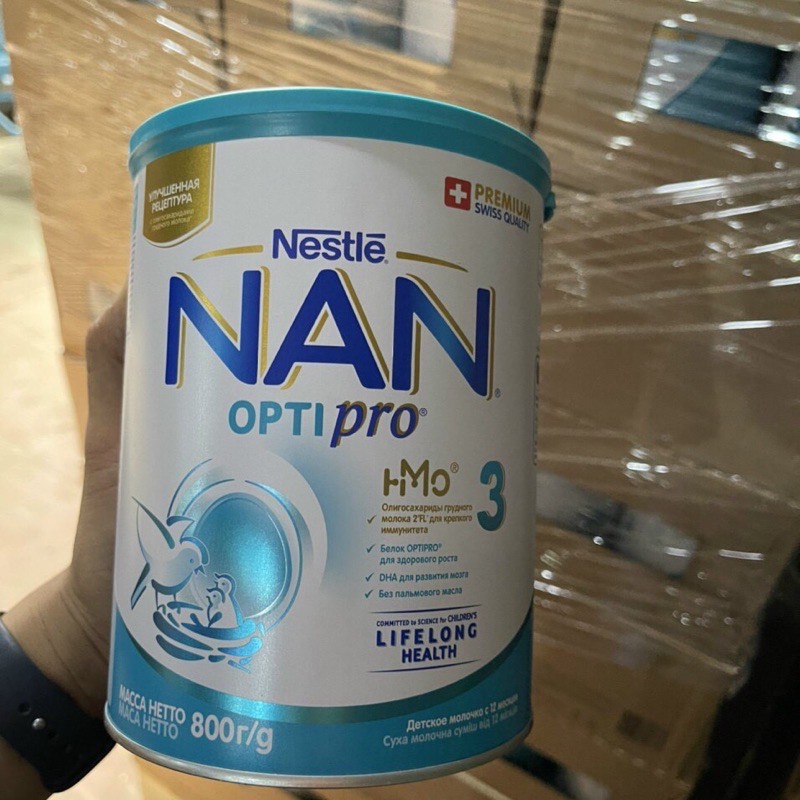 УЛУЧШЕННАЯ
РЕЦЕПТУРА
PREMIUM
SWISS QUALITY
Nestlé
NAN
OPTIpro®
HMO®
3
Олигосахариды грудного
молока 2'FL для крепкого
иммунитета
Белок OPTIPRO®
для здорового роста
DHA для развития мозга
Без пальмового масла
COMMITTED to SCIENCE for CHILDREN'S
LIFELONG
HEALTH
МАССА НЕТТО
МАСА НЕТТО
800г/g
Детское молочко с 12 месяцев
Суха молочна суміш від 12 місяців